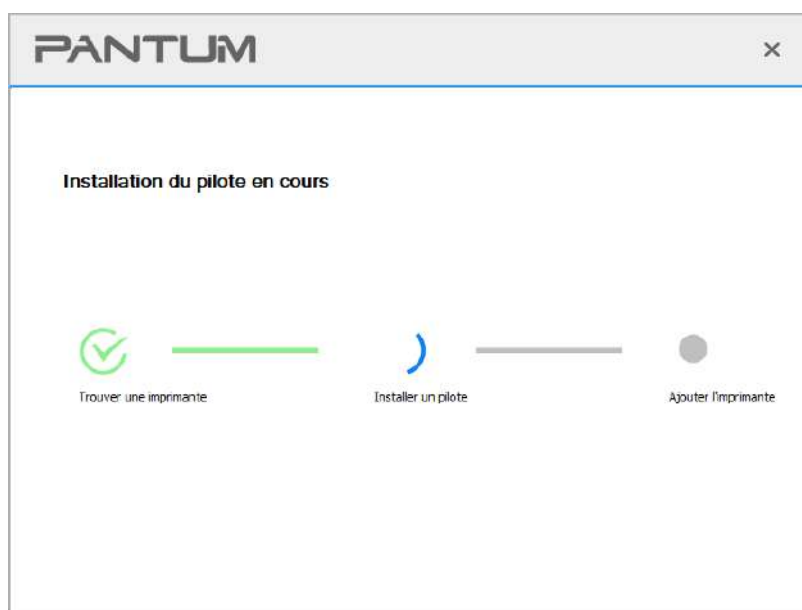 PANTUM
Installation du pilote en cours
Trouver une imprimante
Installer un pilote
Ajouter l'imprimante